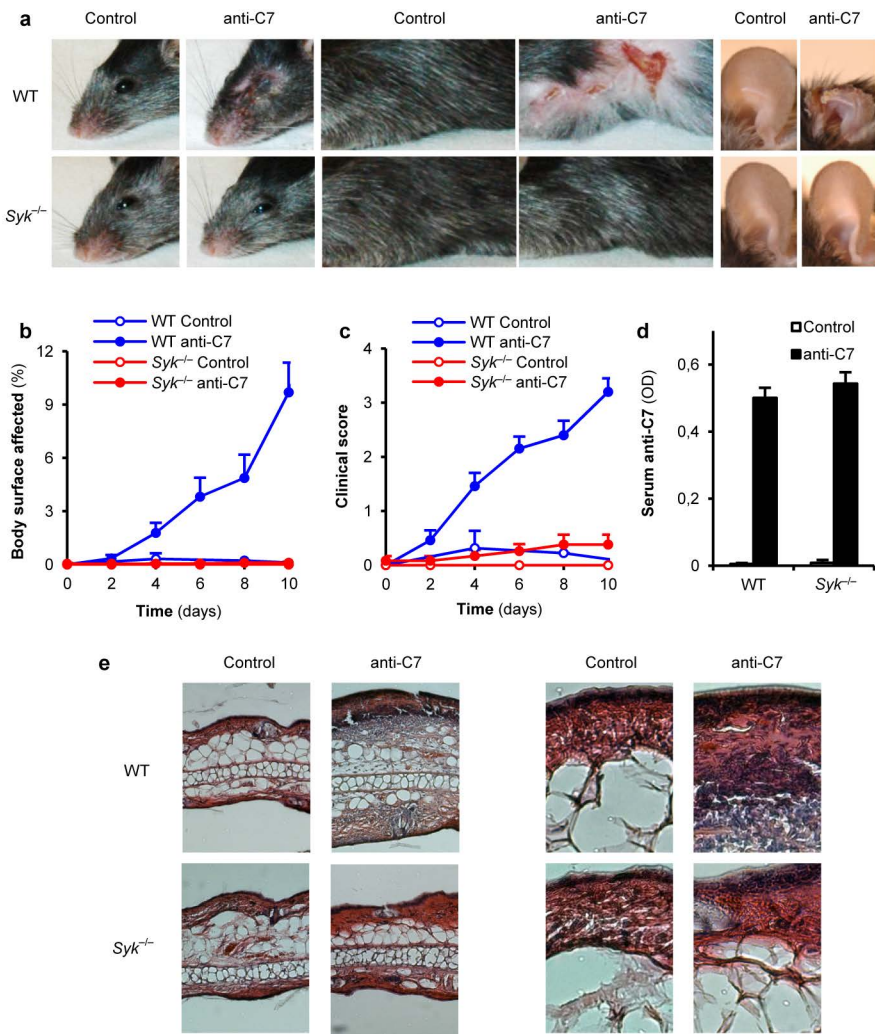 a
Control anti-C7 Control anti-C7 Control anti-C7
WT
Syk–/–
b
WT Control
WT anti-C7
Syk–/– Control
Syk–/– anti-C7
Body surface affected (%)
12
9
6
3
0
0 2 4 6 8 10
Time (days)
c
WT Control
WT anti-C7
Syk–/– Control
Syk–/– anti-C7
Clinical score
4
3
2
1
0
0 2 4 6 8 10
Time (days)
d
Control
anti-C7
Serum anti-C7 (OD)
0,6
0,4
0,2
0
WT Syk–/–
e
Control anti-C7 Control anti-C7
WT
Syk–/–